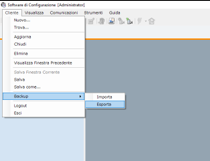 Software di Configurazione: [Administrator]
Cliente Visualizza Comunicazioni Strumenti Guida
Nuovo...
Trova...
Aggiorna
Chiudi
Elimina
Visualizza Finestra Precedente
Salva Finestra Corrente
Salva
Salva come...
Backup
Importa
Esporta
Logout
Esci